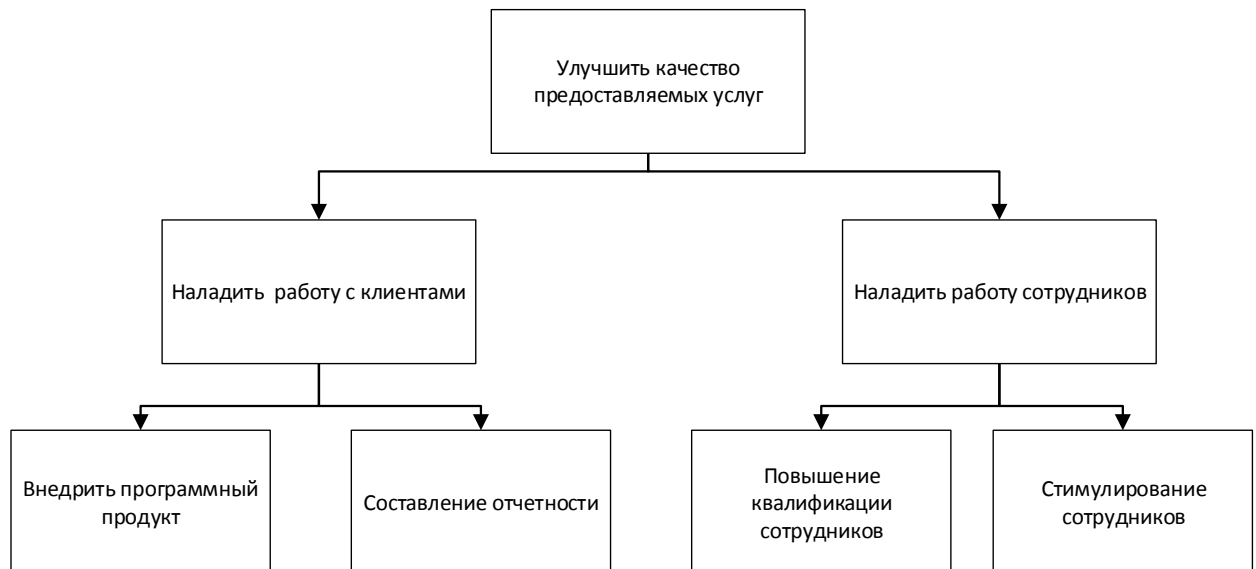 Улучшить качество
предоставляемых услуг
Наладить  работу с клиентами
Наладить работу сотрудников
Внедрить программный
продукт
Составление отчетности
Повышение
квалификации
сотрудников
Стимулирование
сотрудников